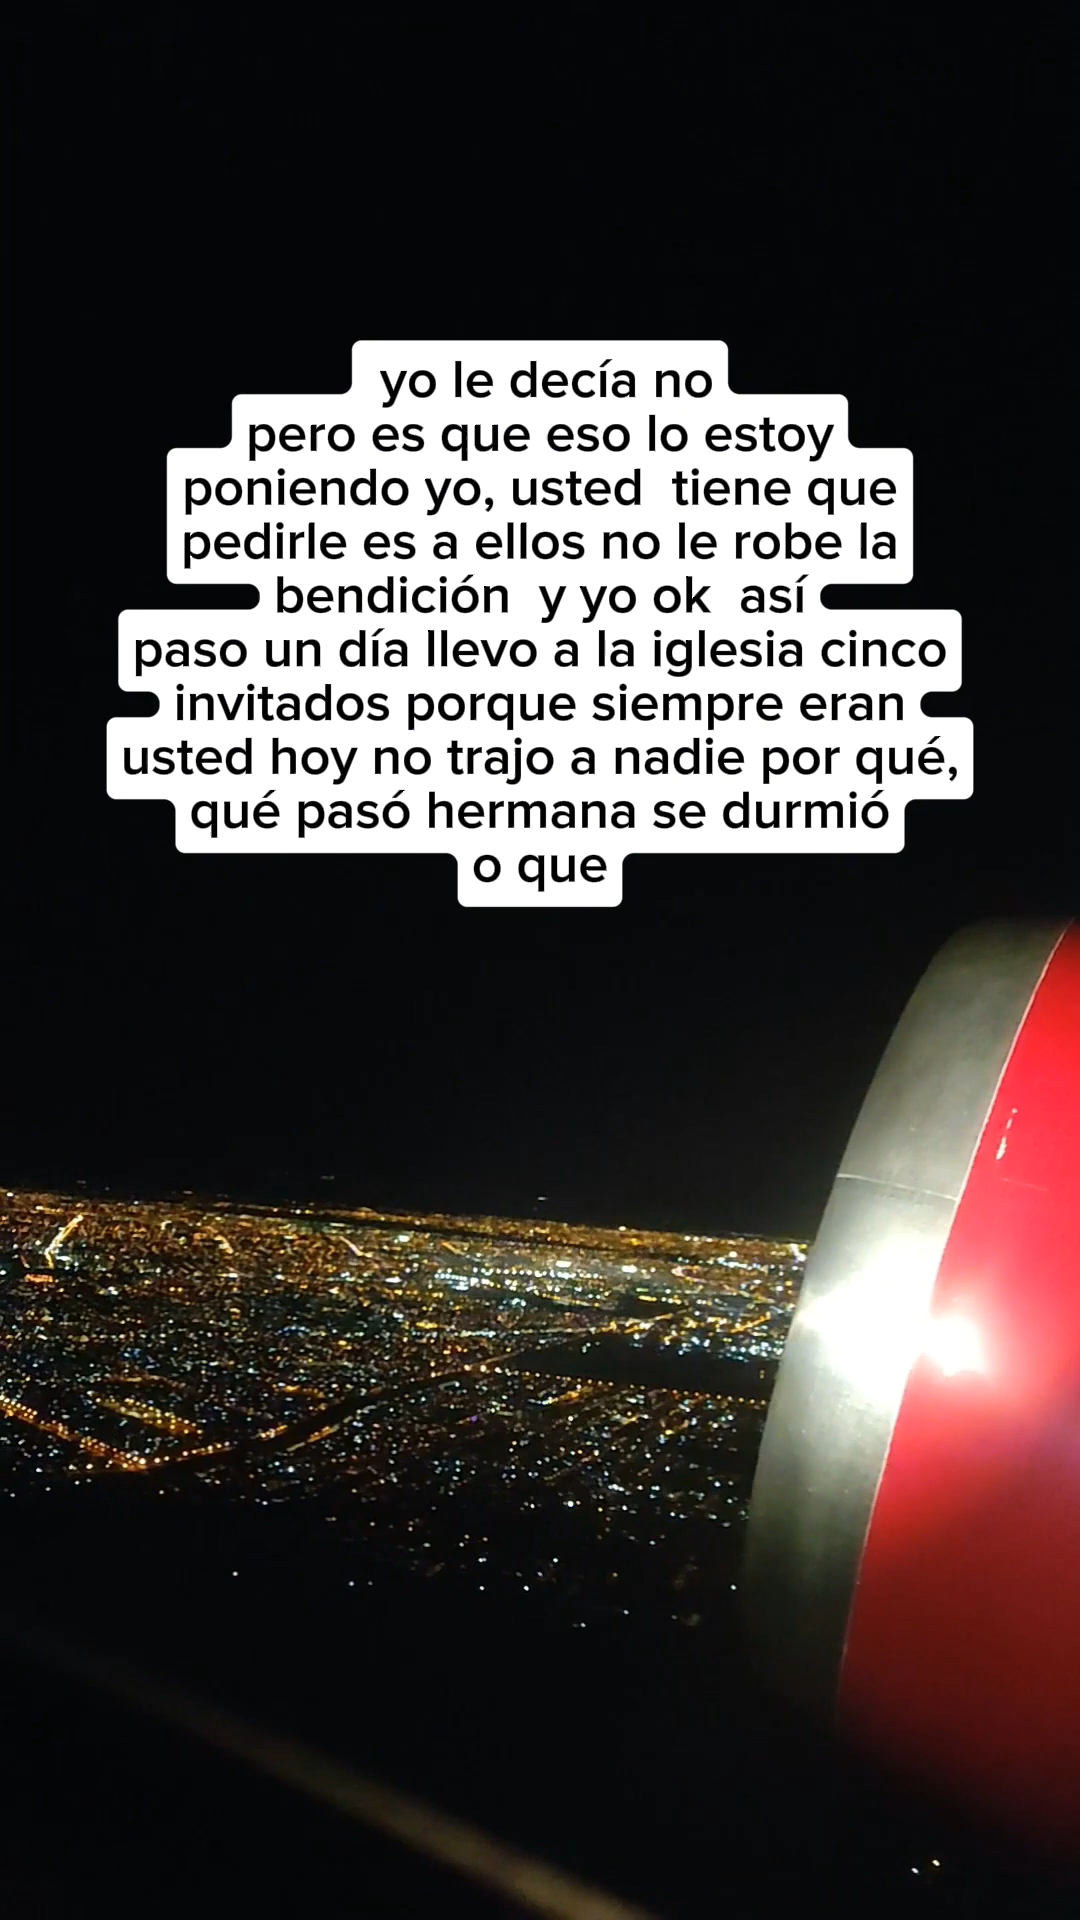 yo le decía no
pero es que eso lo estoy
poniendo yo, usted  tiene que
pedirle es a ellos no le robe la
bendición  y yo ok  así
paso un día llevo a la iglesia cinco
invitados porque siempre eran
usted hoy no trajo a nadie por qué,
qué pasó hermana se durmió
o que